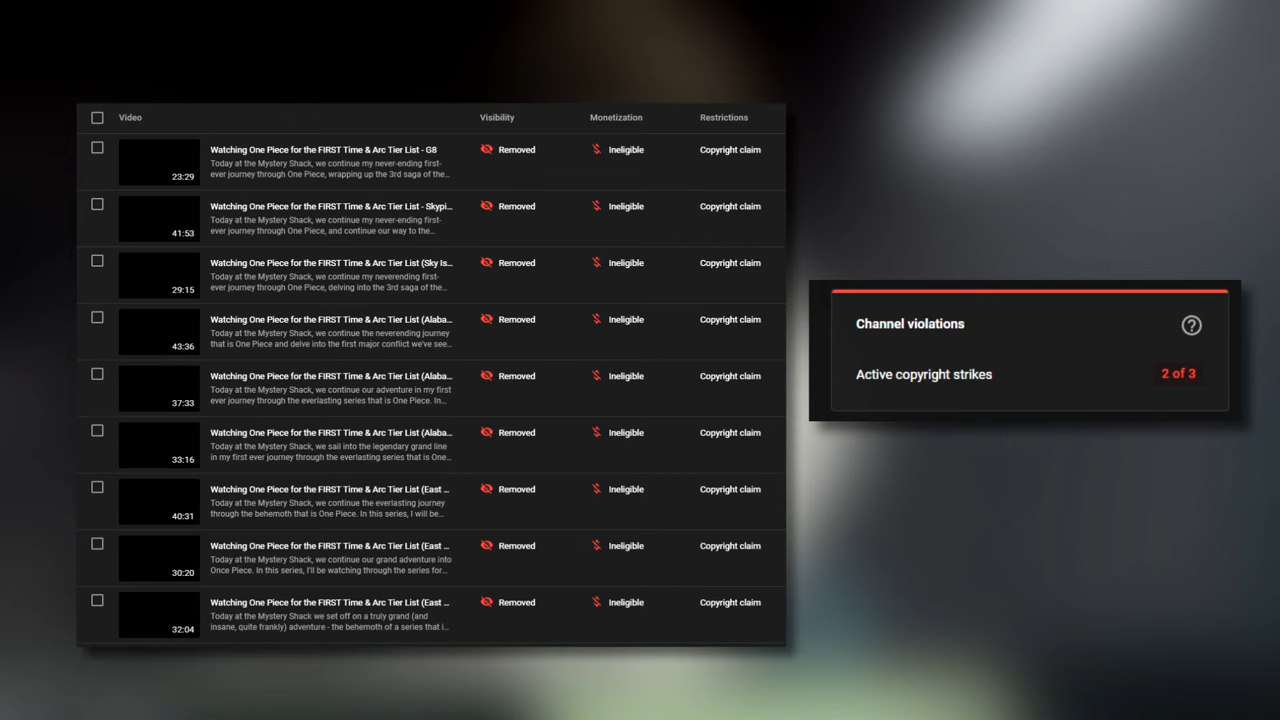 Video Visibility Monetization Restrictions
Watching One Piece for the FIRST Time & Arc Tier List - G8 Removed Ineligible Copyright claim
Today at the Mystery Shack, we continue my never-ending first-
ever journey through One Piece, wrapping up the 3rd saga of the…
23:29
Watching One Piece for the FIRST Time & Arc Tier List - Skypi… Removed Ineligible Copyright claim
Today at the Mystery Shack, we continue my never-ending first-
ever journey through One Piece, and continue our way to the…
41:53
Watching One Piece for the FIRST Time & Arc Tier List (Sky Is… Removed Ineligible Copyright claim
Today at the Mystery Shack, we continue my neverending first-
ever journey through One Piece, delving into the 3rd saga of the…
29:15
Watching One Piece for the FIRST Time & Arc Tier List (Alaba… Removed Ineligible Copyright claim
Today at the Mystery Shack, we continue the neverending journey
that is One Piece and delve into the first major conflict we've see…
43:36
Watching One Piece for the FIRST Time & Arc Tier List (Alaba… Removed Ineligible Copyright claim
Today at the Mystery Shack, we continue our adventure in my first
ever journey through the everlasting series that is One Piece. In…
37:33
Watching One Piece for the FIRST Time & Arc Tier List (Alaba… Removed Ineligible Copyright claim
Today at the Mystery Shack, we sail into the legendary grand line
in my first ever journey through the everlasting series that is One…
33:16
Watching One Piece for the FIRST Time & Arc Tier List (East … Removed Ineligible Copyright claim
Today at the Mystery Shack, we continue the everlasting journey
through the behemoth that is One Piece. In this series, I will be…
40:31
Watching One Piece for the FIRST Time & Arc Tier List (East … Removed Ineligible Copyright claim
Today at the Mystery Shack, we continue our grand adventure into
Once Piece. In this series, I'll be watching through the series for…
30:20
Watching One Piece for the FIRST Time & Arc Tier List (East … Removed Ineligible Copyright claim
Today at the Mystery Shack we set off on a truly grand (and
insane, quite frankly) adventure - the behemoth of a series that i…
32:04
Channel violations
Active copyright strikes 2 of 3